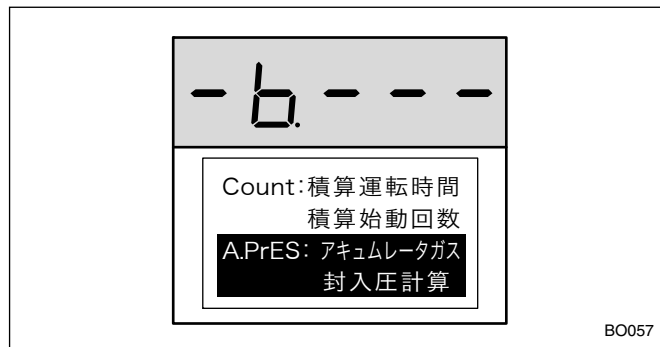 -b.---
Count:積算運転時間
積算始動回数
A.PrES:アキュムレータガス
封入圧計算
BO057